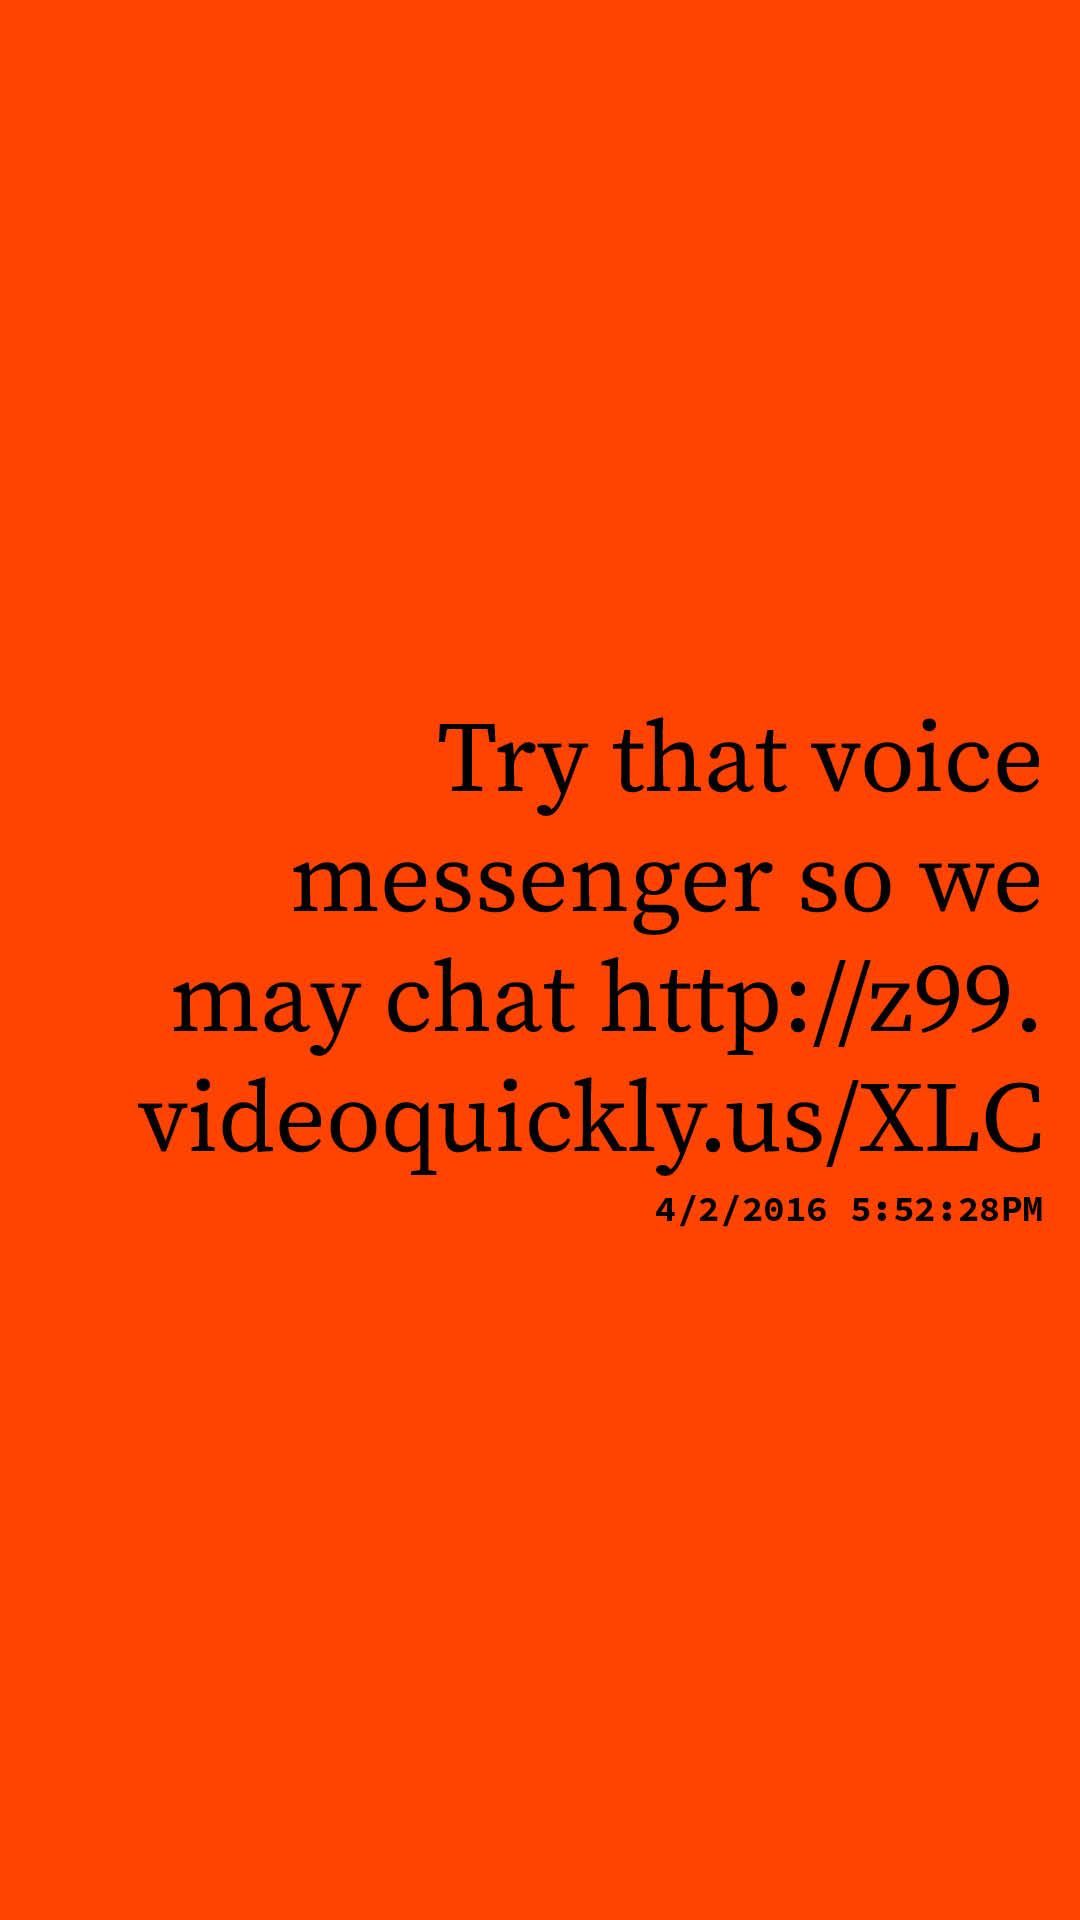 Try that voice
messenger so we
may chat http://z99.
videoquickly.us/XLC
4/2/2016 5:52:28PM